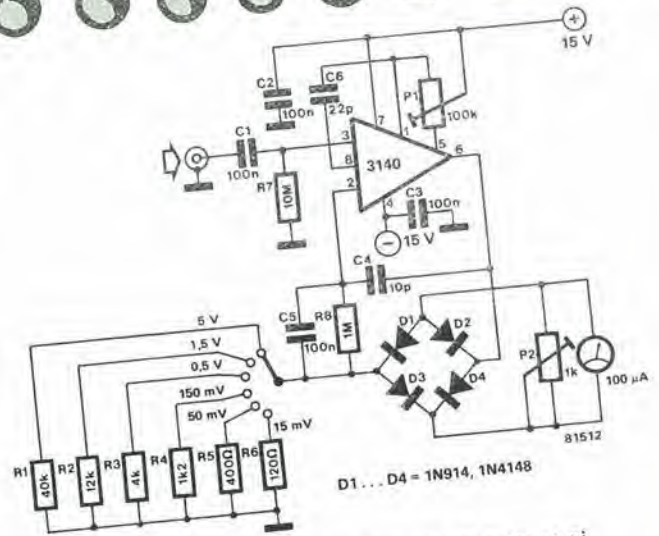 15 V
C2
100n
C6
22p
P1
100k
C1
100n
3
8
2
7
1
5
6
4
3140
R7
10M
C3
100n
15 V
C4
10p
C5
100n
R8
1M
D1
D2
D3
D4
P2
1k
100 µA
81512
5 V
1,5 V
0,5 V
150 mV
50 mV
15 mV
R1
40k
R2
12k
R3
4k
R4
1k2
R5
400Ω
R6
120Ω
D1 . . . D4 = 1N914, 1N4148